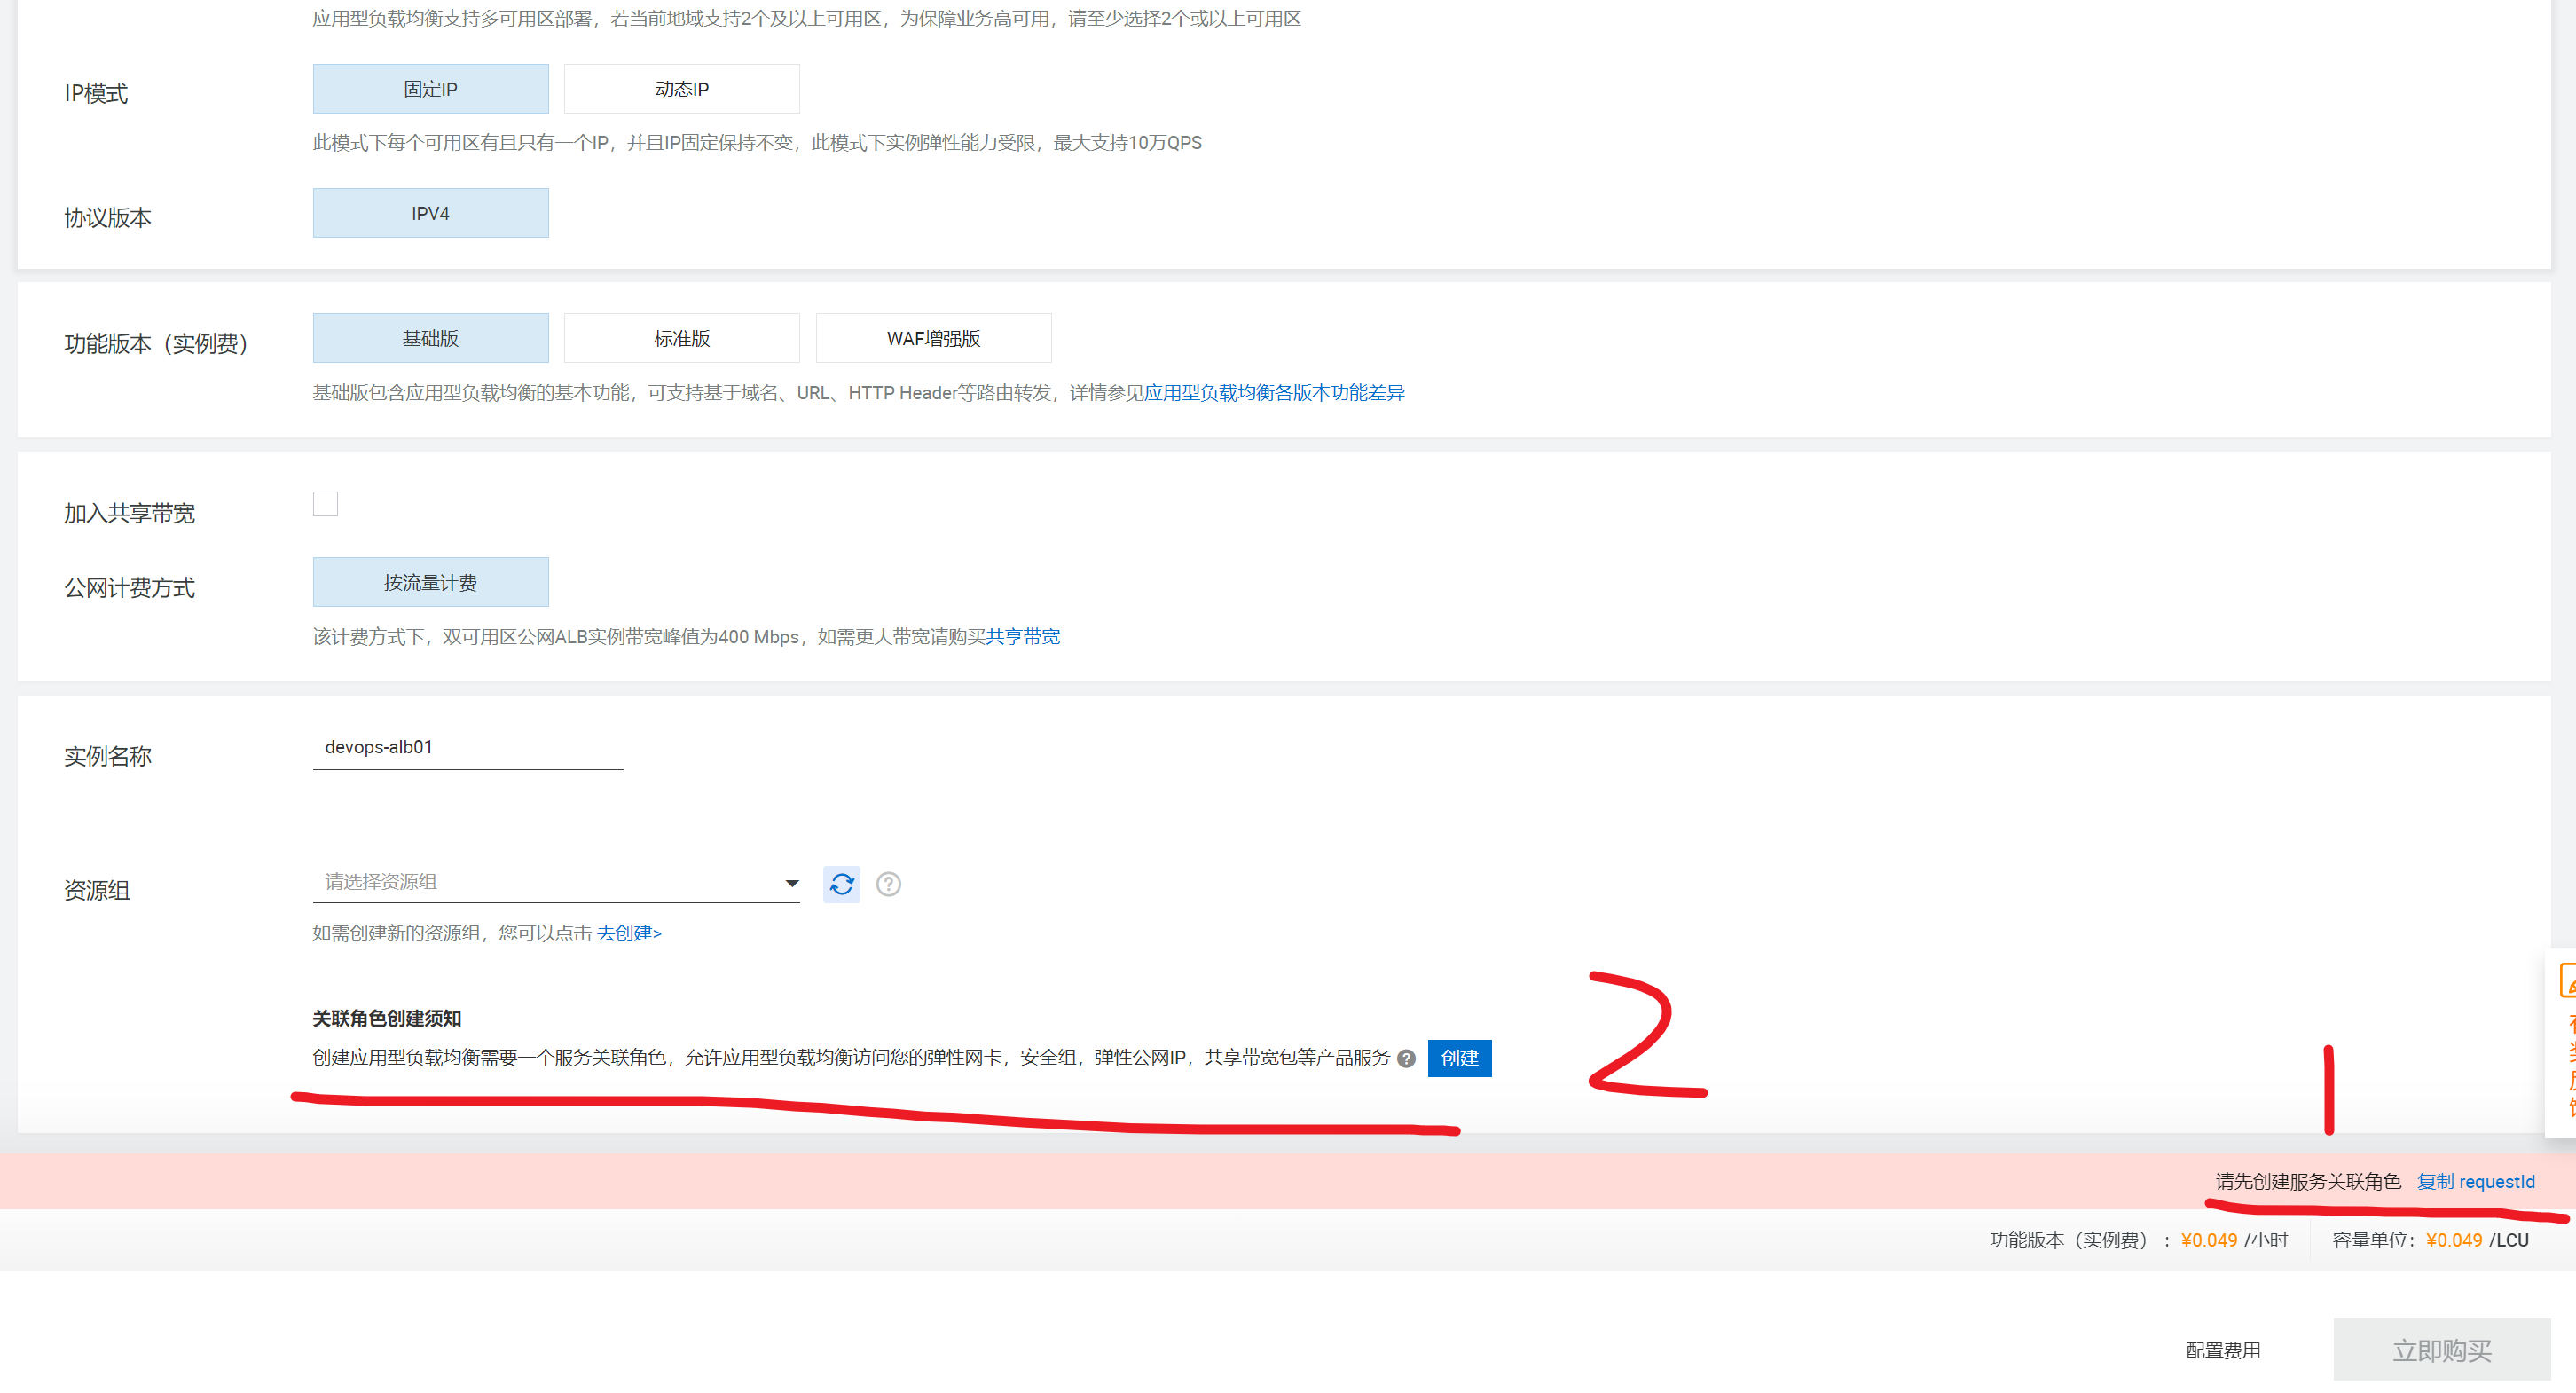 应用型负载均衡支持多可用区部署，若当前地域支持2个及以上可用区，为保障业务高可用，请至少选择2个或以上可用区
IP模式
固定IP
动态IP
此模式下每个可用区有且只有一个IP，并且IP固定保持不变，此模式下实例弹性能力受限，最大支持10万QPS
协议版本
IPV4
功能版本（实例费）
基础版
标准版
WAF增强版
基础版包含应用型负载均衡的基本功能，可支持基于域名、URL、HTTP Header等路由转发，详情参见应用型负载均衡各版本功能差异
加入共享带宽
公网计费方式
按流量计费
该计费方式下，双可用区公网ALB实例带宽峰值为400 Mbps，如需更大带宽请购买共享带宽
实例名称
devops-alb01
资源组
请选择资源组
如需创建新的资源组，您可以点击 去创建>
关联角色创建须知
创建应用型负载均衡需要一个服务关联角色，允许应用型负载均衡访问您的弹性网卡，安全组，弹性公网IP，共享带宽包等产品服务
创建
2
1
请先创建服务关联角色 复制 requestId
功能版本（实例费）：¥0.049 /小时
容量单位：¥0.049 /LCU
配置费用
立即购买